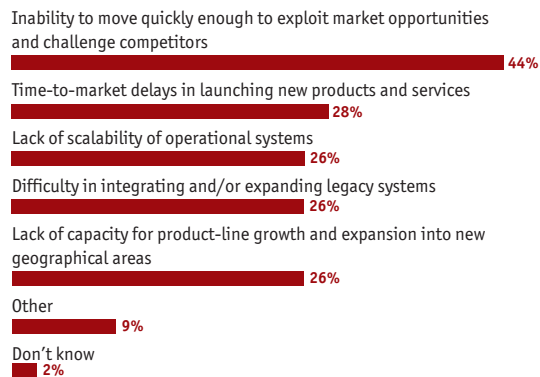 Inability to move quickly enough to exploit market opportunities
and challenge competitors
44%
Time-to-market delays in launching new products and services
28%
Lack of scalability of operational systems
26%
Difficulty in integrating and/or expanding legacy systems
26%
Lack of capacity for product-line growth and expansion into new
geographical areas
26%
Other
9%
Don’t know
2%